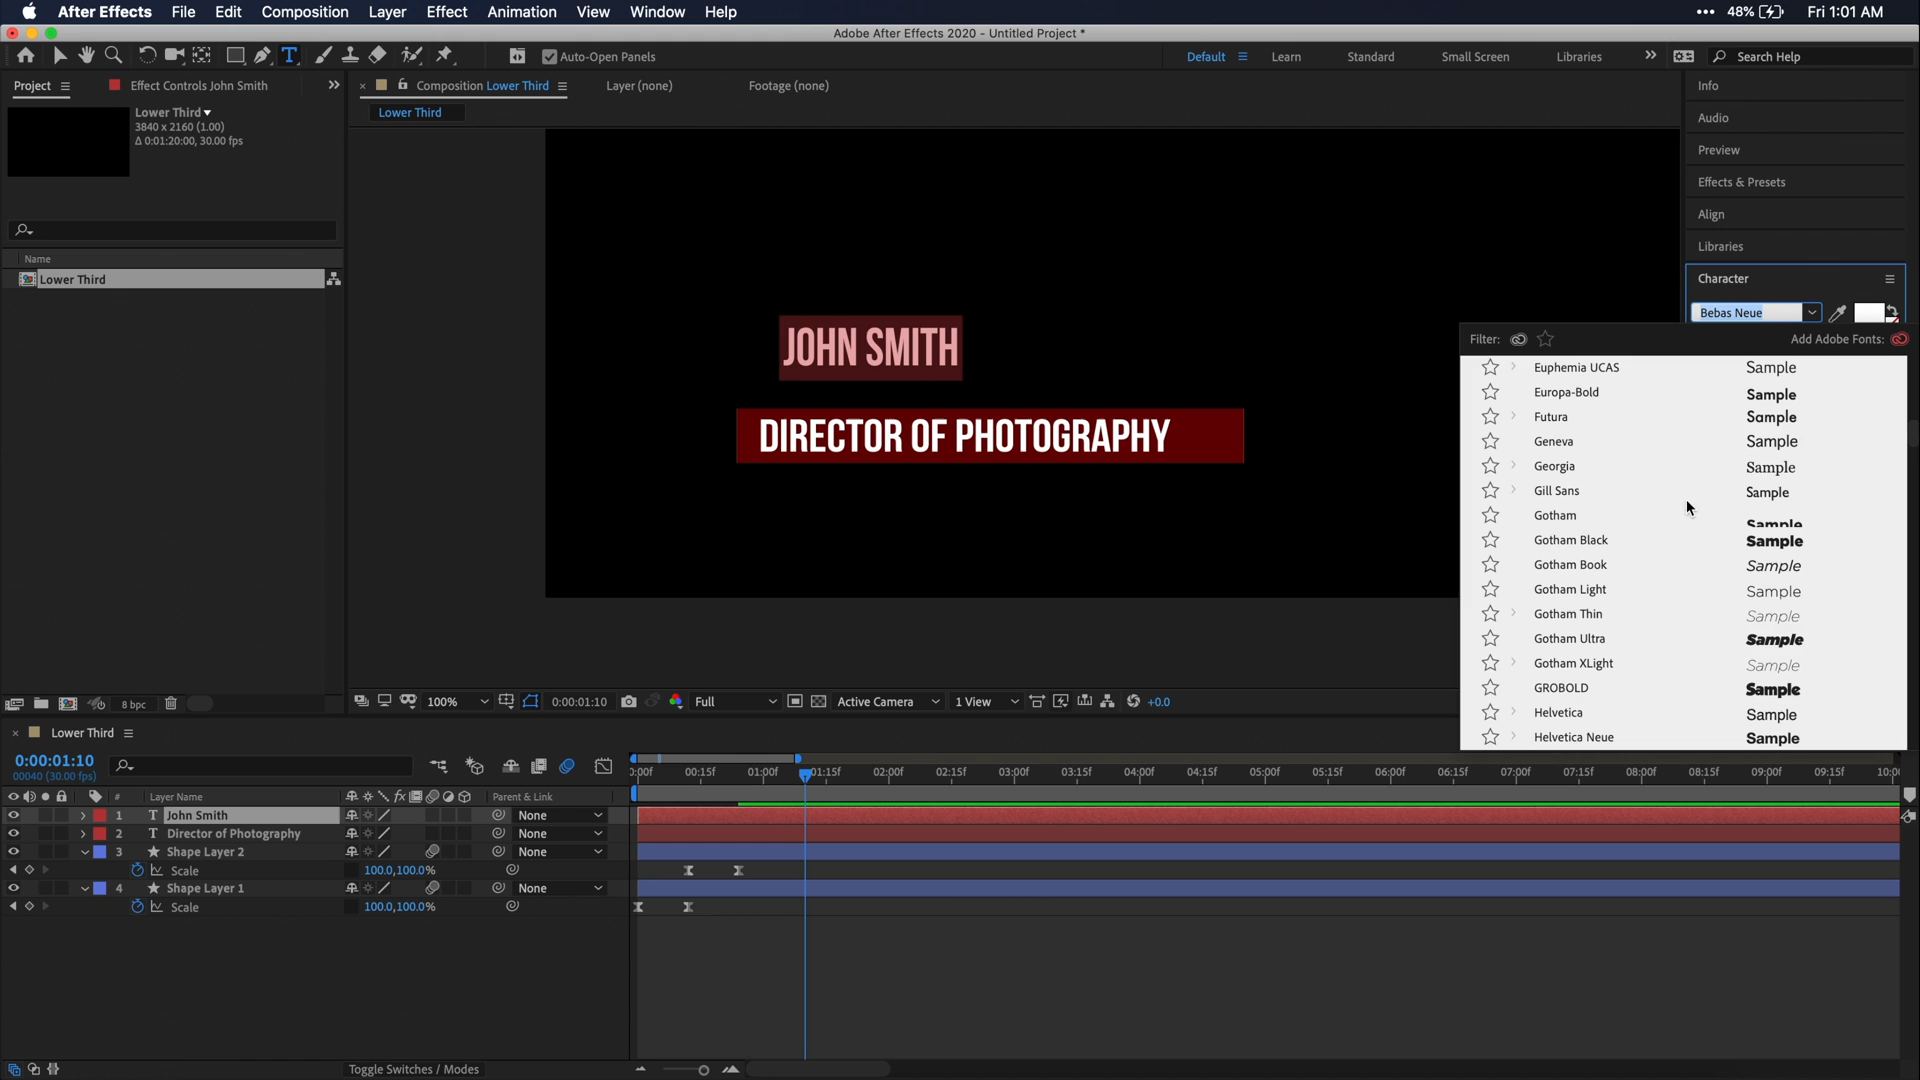 After Effects File Edit Composition Layer Effect Animation View Window Help ••• 48% Fri 1:01 AM
Adobe After Effects 2020 - Untitled Project *
Auto-Open Panels Default Learn Standard Small Screen Libraries Search Help
Project Effect Controls John Smith Composition Lower Third Layer (none) Footage (none) Info
Lower Third
3840 x 2160 (1.00)
Δ 0:01:20:00, 30.00 fps
Lower Third
Audio
Preview
Effects & Presets
Align
Libraries
Character
Bebas Neue
Name
Lower Third
JOHN SMITH
DIRECTOR OF PHOTOGRAPHY
Filter: Add Adobe Fonts:
Euphemia UCAS Sample
Europa-Bold Sample
Futura Sample
Geneva Sample
Georgia Sample
Gill Sans Sample
Gotham Sample
Gotham Black Sample
Gotham Book Sample
Gotham Light Sample
Gotham Thin Sample
Gotham Ultra Sample
Gotham XLight Sample
GROBOLD Sample
Helvetica Sample
Helvetica Neue Sample
8 bpc 100% 0:00:01:10 Full Active Camera 1 View +0.0
Lower Third
0:00:01:10
00040 (30.00 fps)
0:00f 00:15f 01:00f 01:15f 02:00f 02:15f 03:00f 03:15f 04:00f 04:15f 05:00f 05:15f 06:00f 06:15f 07:00f 07:15f 08:00f 08:15f 09:00f 09:15f 10:0
# Layer Name fx Parent & Link
1 T John Smith None
2 T Director of Photography None
3 Shape Layer 2 None
Scale 100.0,100.0%
4 Shape Layer 1 None
Scale 100.0,100.0%
Toggle Switches / Modes